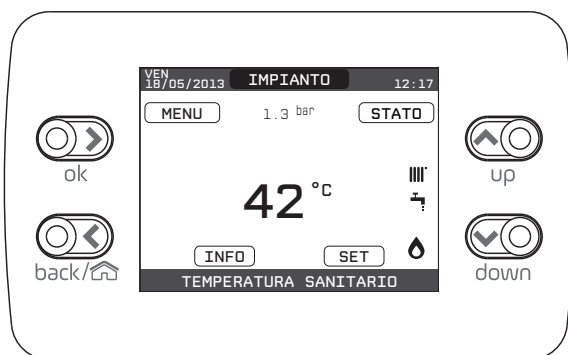 VEN
18/05/2013 IMPIANTO 12:17
MENU 1.3 bar STATO
ok
up
42 °C
INFO SET
back/
down
TEMPERATURA SANITARIO